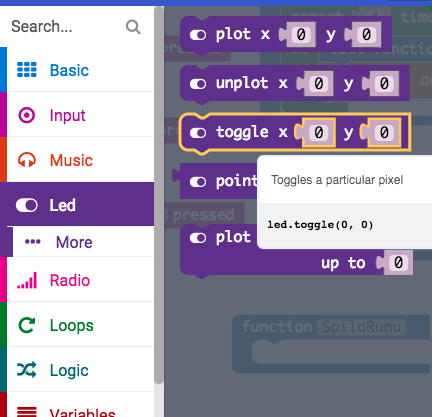 Search...
Basic
Input
Music
Led
More
Radio
Loops
Logic
Variables
plot x 0 y 0
unplot x 0 y 0
toggle x 0 y 0
Toggles a particular pixel
led.toggle(0, 0)
point
pressed
plot
up to 0
function SpilaRunu